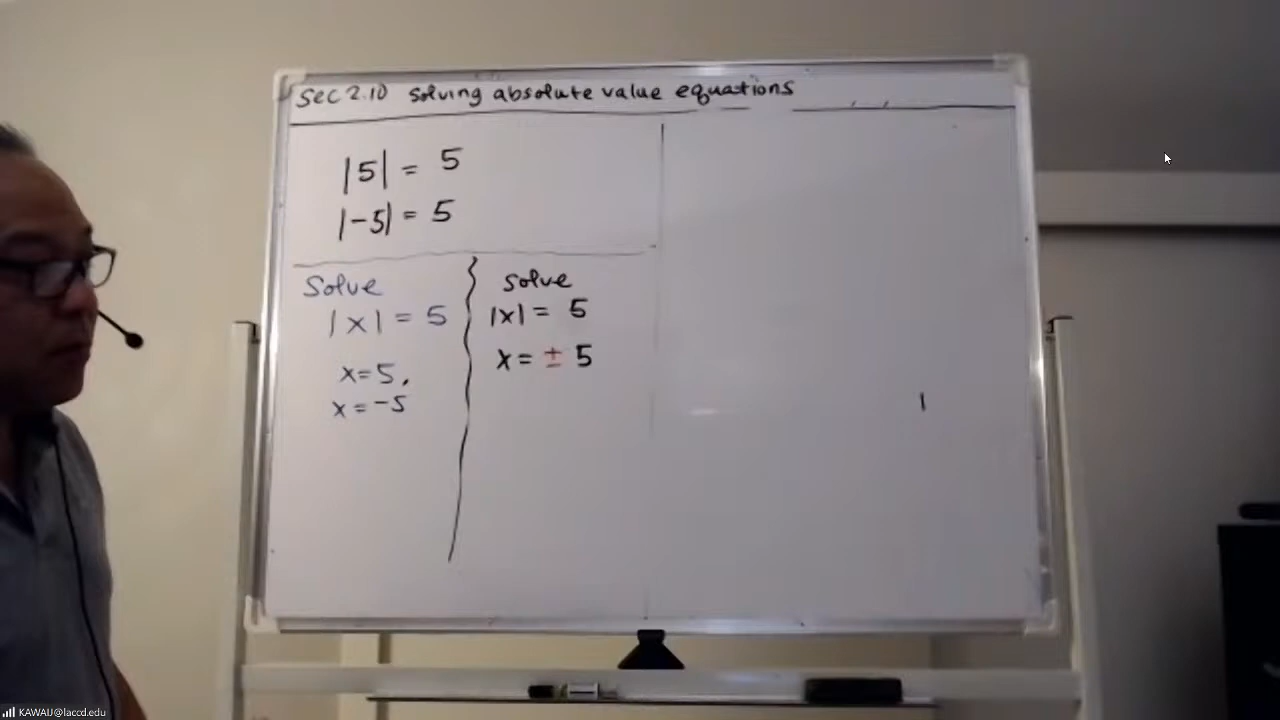 Sec 2.10 Solving absolute value equations
|5| = 5
|-5| = 5
Solve
|x| = 5
x = 5,
x = -5
Solve
|x| = 5
x = ± 5
KAWAIJ@laccd.edu